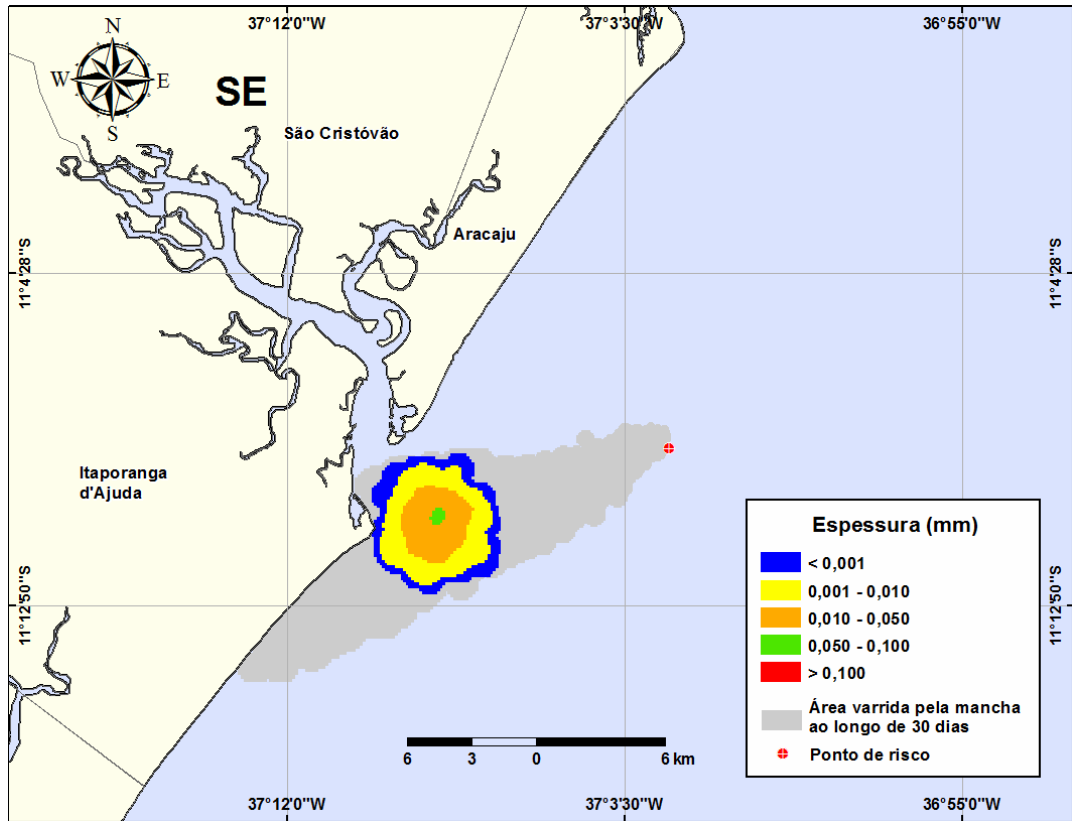 37°12'0"W
37°3'30"W
36°55'0"W
N
W
E
S
SE
São Cristóvão
Aracaju
11°4'28"S
11°4'28"S
Itaporanga
d'Ajuda
11°12'50"S
11°12'50"S
Espessura (mm)
< 0,001
0,001 - 0,010
0,010 - 0,050
0,050 - 0,100
> 0,100
Área varrida pela mancha
ao longo de 30 dias
Ponto de risco
6 3 0 6 km
37°12'0"W
37°3'30"W
36°55'0"W